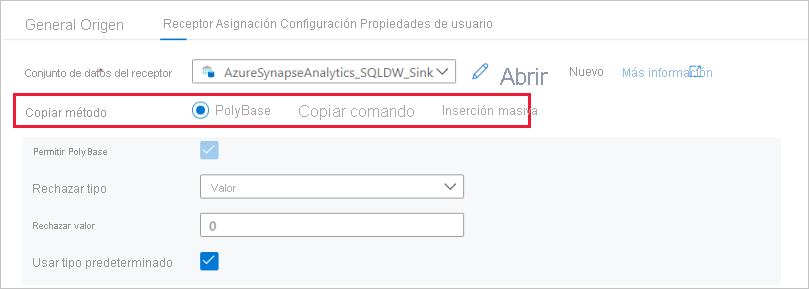 General Origen Receptor Asignación Configuración Propiedades de usuario
Conjunto de datos del receptor AzureSynapseAnalytics_SQLDW_Sink Abrir Nuevo Más información
Copiar método PolyBase Copiar comando Inserción masiva
Permitir PolyBase
Rechazar tipo Valor
Rechazar valor 0
Usar tipo predeterminado